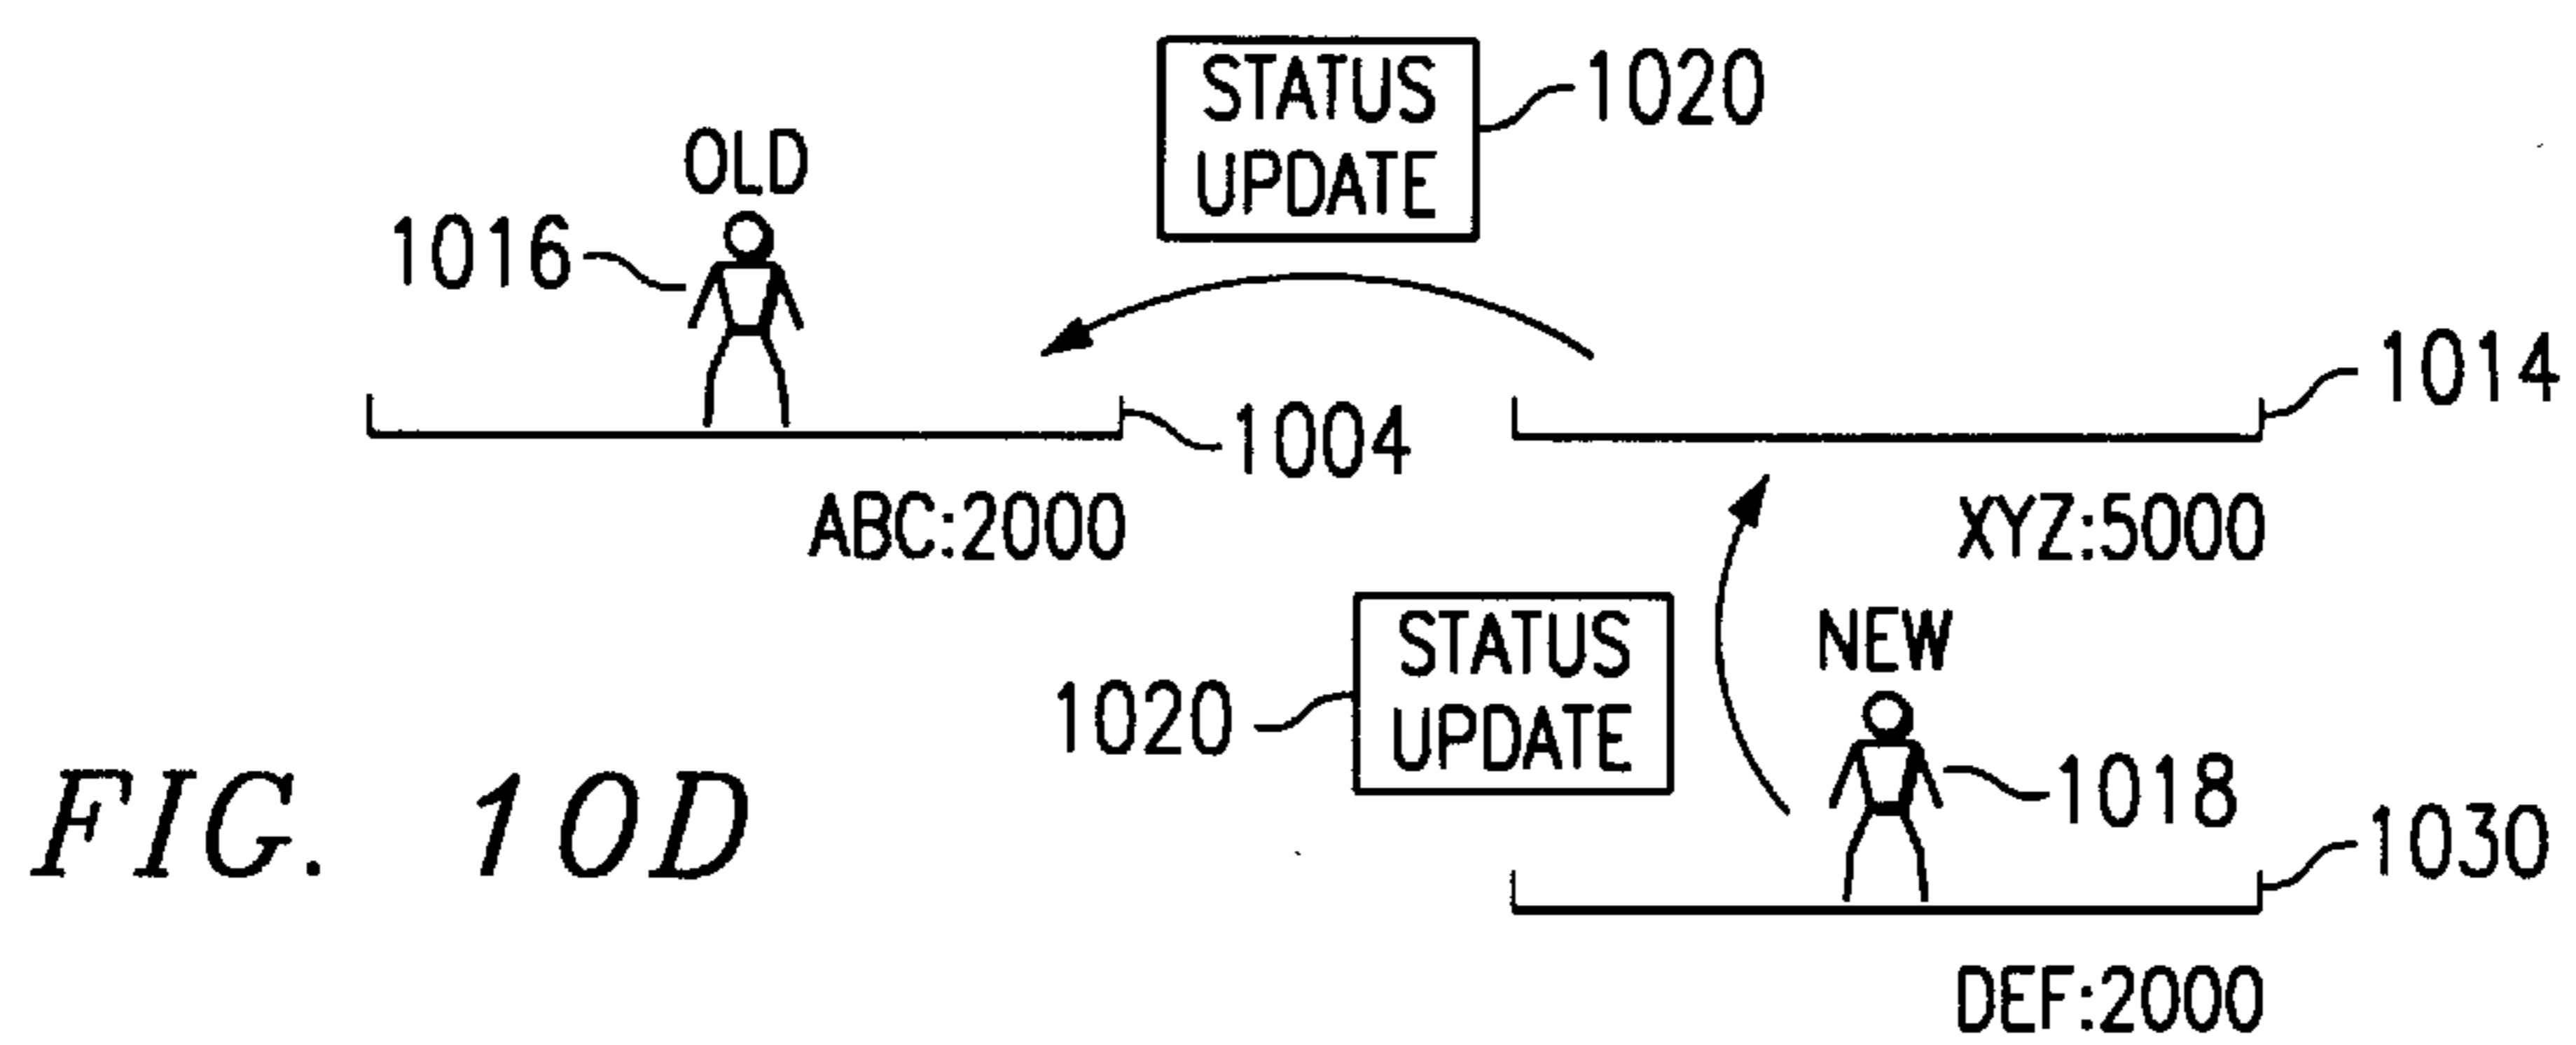 STATUS
UPDATE
1020
OLD
1016
1014
1004
ABC:2000
XYZ:5000
STATUS
UPDATE
1020
NEW
1018
1030
DEF:2000
FIG. 10D